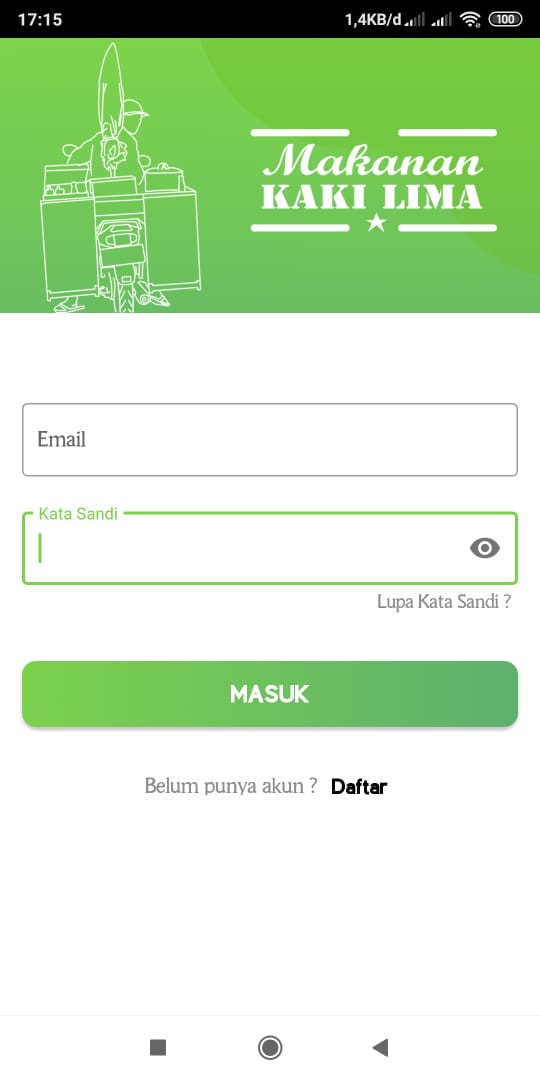 17:15
1,4KB/d
100
Makanan
KAKI LIMA
Email
Kata Sandi
Lupa Kata Sandi ?
MASUK
Belum punya akun ? Daftar